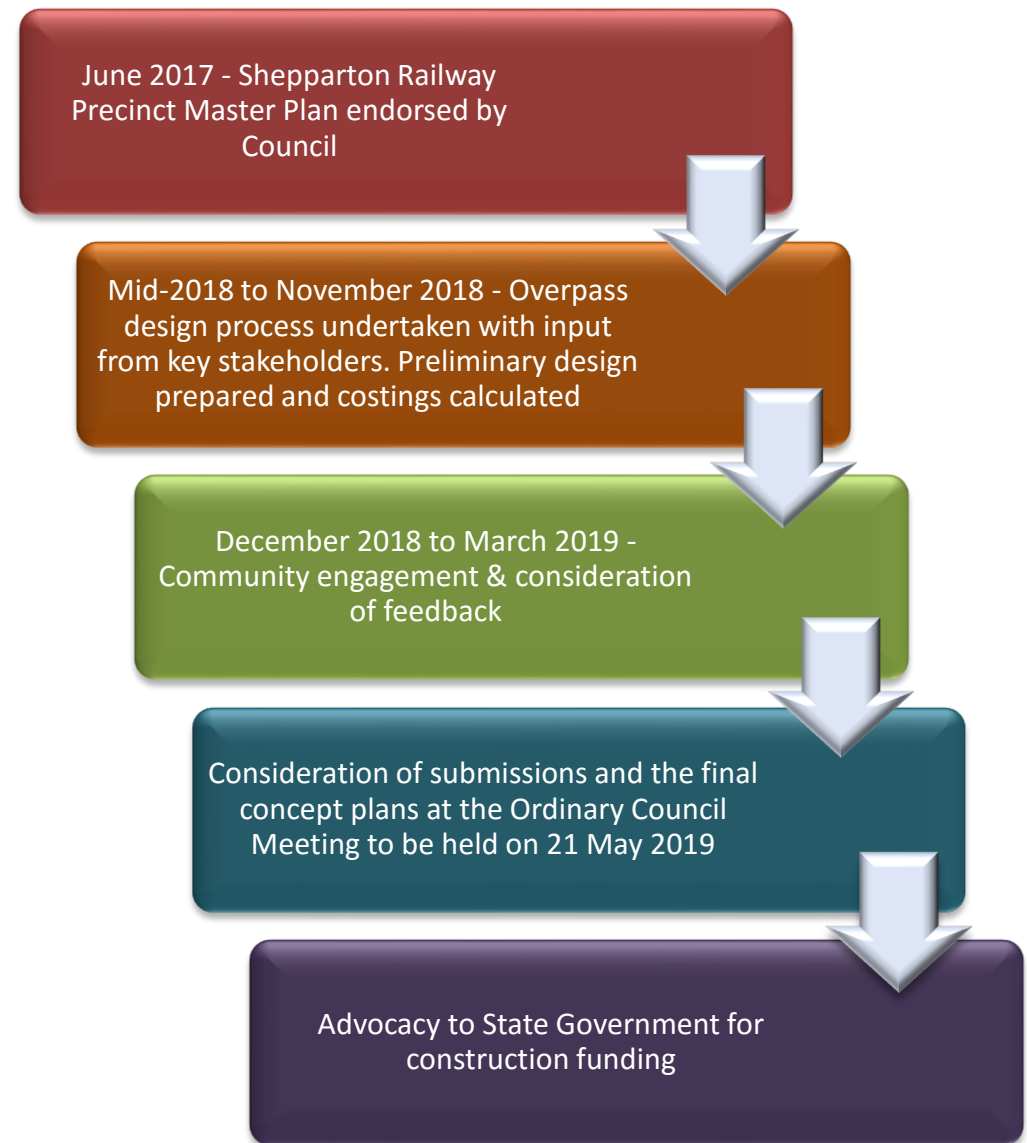 June 2017 - Shepparton Railway
Precinct Master Plan endorsed by
Council
Mid-2018 to November 2018 - Overpass
design process undertaken with input
from key stakeholders. Preliminary design
prepared and costings calculated
December 2018 to March 2019 -
Community engagement & consideration
of feedback
Consideration of submissions and the final
concept plans at the Ordinary Council
Meeting to be held on 21 May 2019
Advocacy to State Government for
construction funding